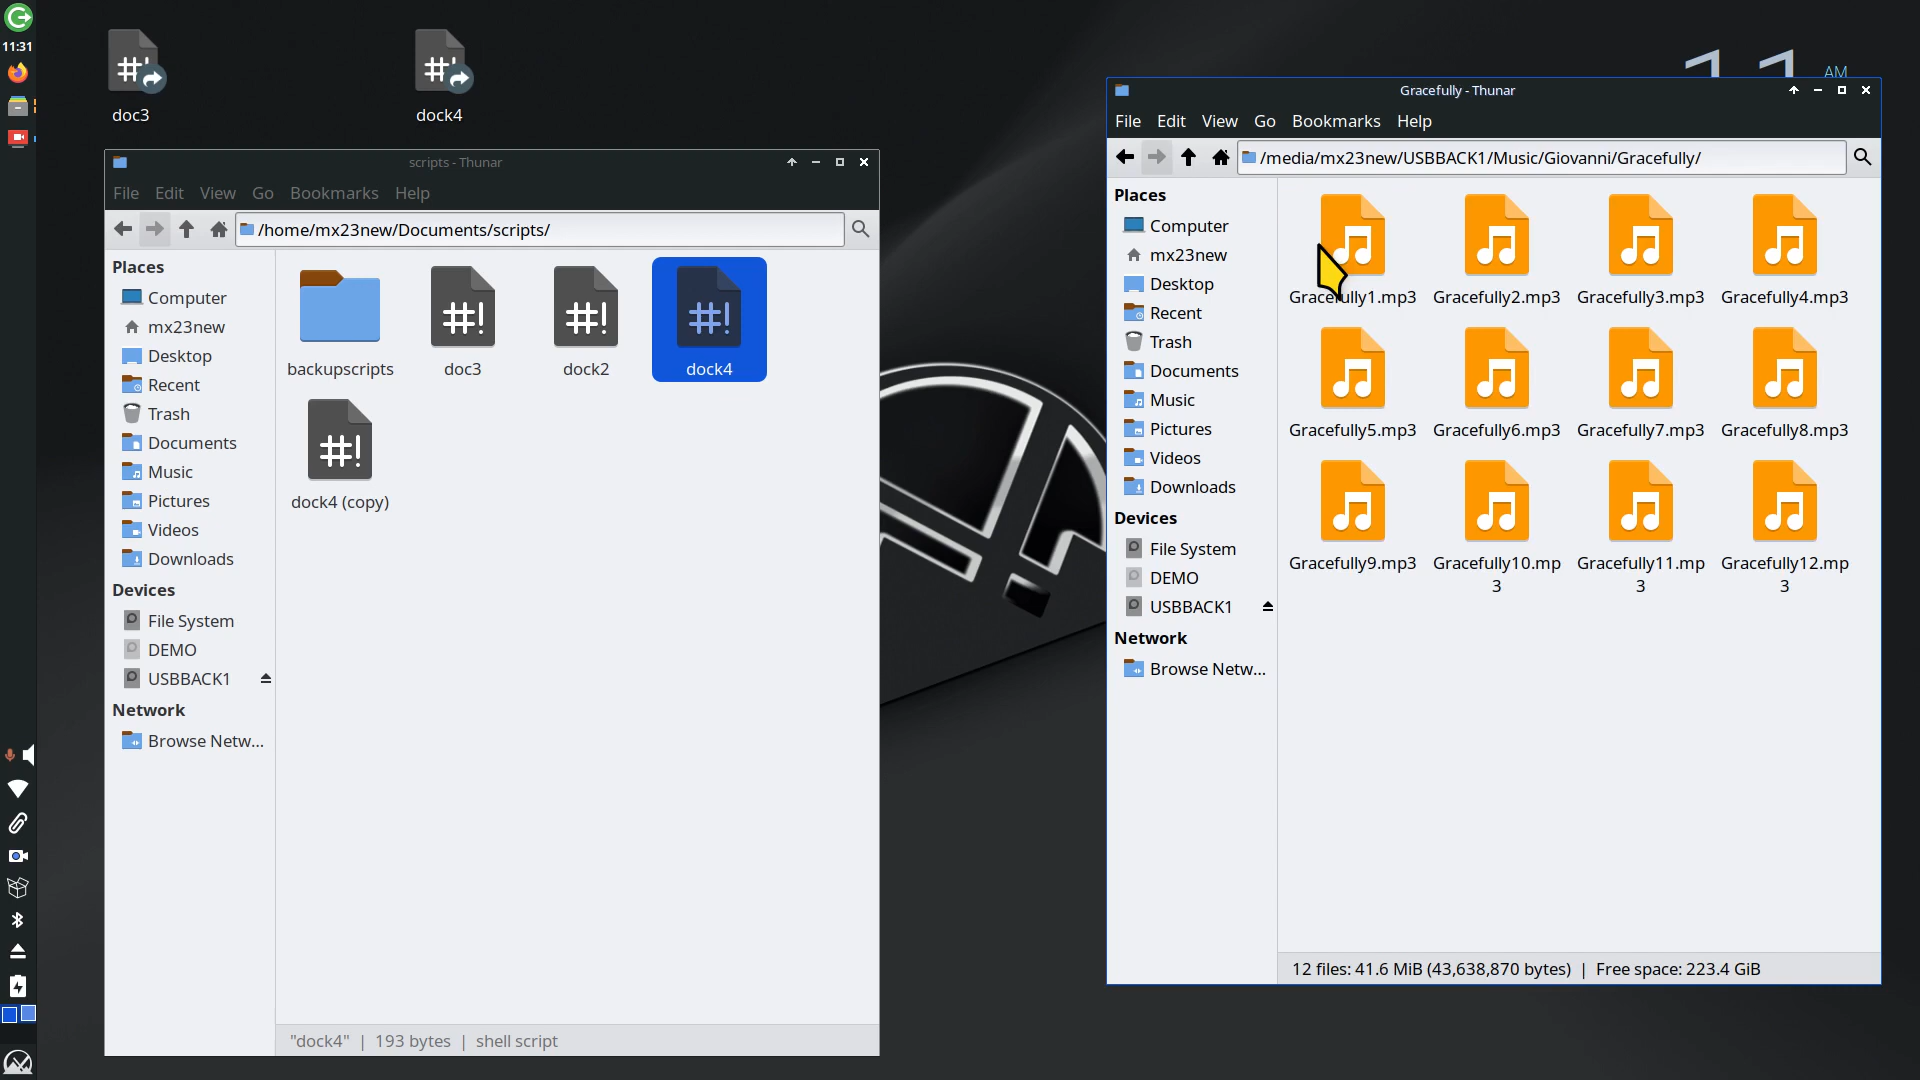 11:31
doc3
dock4
11
AM
scripts - Thunar
File Edit View Go Bookmarks Help
/home/mx23new/Documents/scripts/
Places
Computer
mx23new
Desktop
Recent
Trash
Documents
Music
Pictures
Videos
Downloads
Devices
File System
DEMO
USBBACK1
Network
Browse Netw...
backupscripts
doc3
dock2
dock4
dock4 (copy)
"dock4" | 193 bytes | shell script
Gracefully - Thunar
File Edit View Go Bookmarks Help
/media/mx23new/USBBACK1/Music/Giovanni/Gracefully/
Places
Computer
mx23new
Desktop
Recent
Trash
Documents
Music
Pictures
Videos
Downloads
Devices
File System
DEMO
USBBACK1
Network
Browse Netw...
Gracefully1.mp3 Gracefully2.mp3 Gracefully3.mp3 Gracefully4.mp3
Gracefully5.mp3 Gracefully6.mp3 Gracefully7.mp3 Gracefully8.mp3
Gracefully9.mp3 Gracefully10.mp Gracefully11.mp Gracefully12.mp
3 3 3
12 files: 41.6 MiB (43,638,870 bytes) | Free space: 223.4 GiB